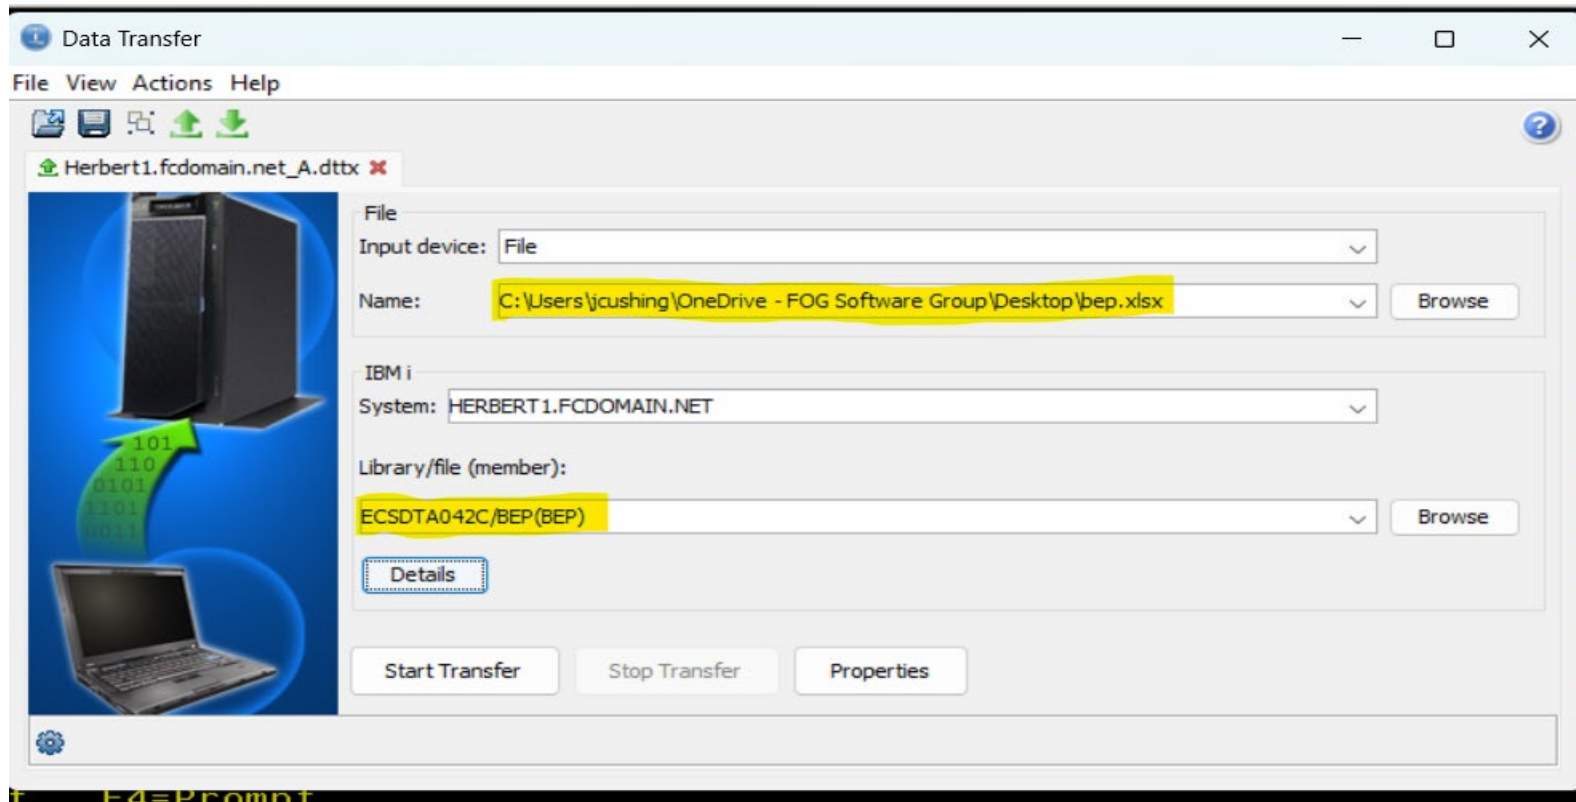 Data Transfer
File View Actions Help
Herbert1.fcdomain.net_A.dttx
File
Input device: File
Name: C:\Users\jcushing\OneDrive - FOG Software Group\Desktop\bep.xlsx Browse
IBM i
System: HERBERT1.FCDOMAIN.NET
101
110
0101
1101
0011
Library/file (member):
ECSDTA042C/BEP(BEP) Browse
Details
Start Transfer Stop Transfer Properties
F4=Prompt